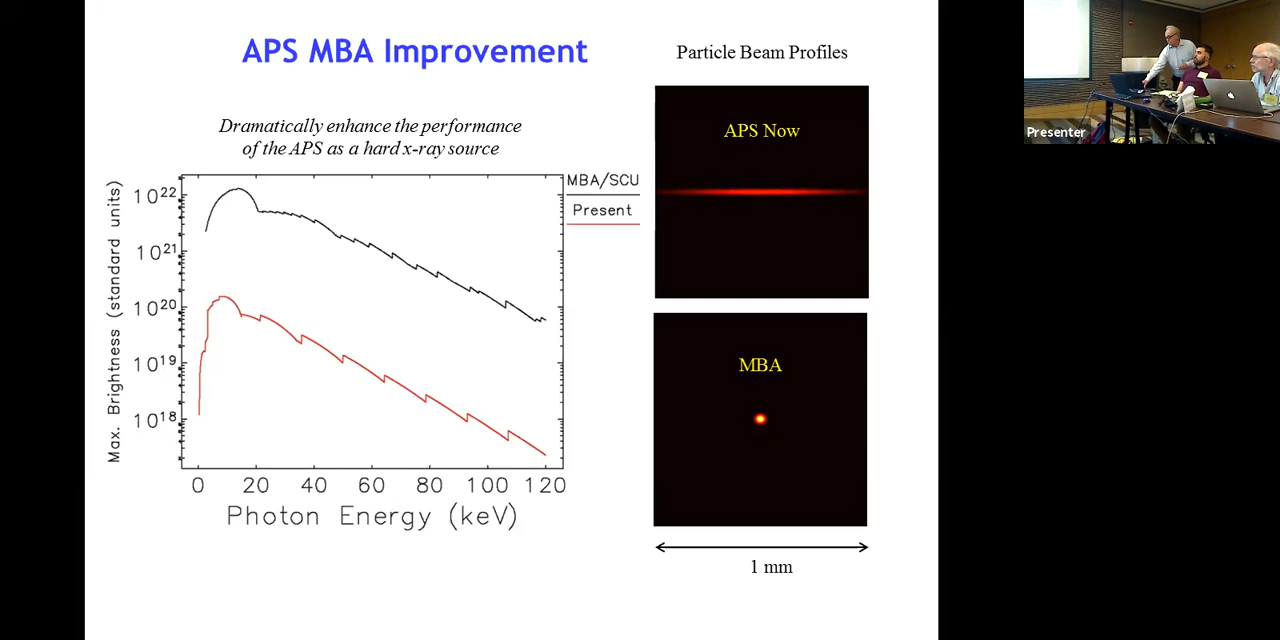 APS MBA Improvement
Dramatically enhance the performance
of the APS as a hard x-ray source
Max. Brightness (standard units)
10²²
10²¹
10²⁰
10¹⁹
10¹⁸
0 20 40 60 80 100 120
Photon Energy (keV)
MBA/SCU
Present
Particle Beam Profiles
APS Now
MBA
1 mm
Presenter